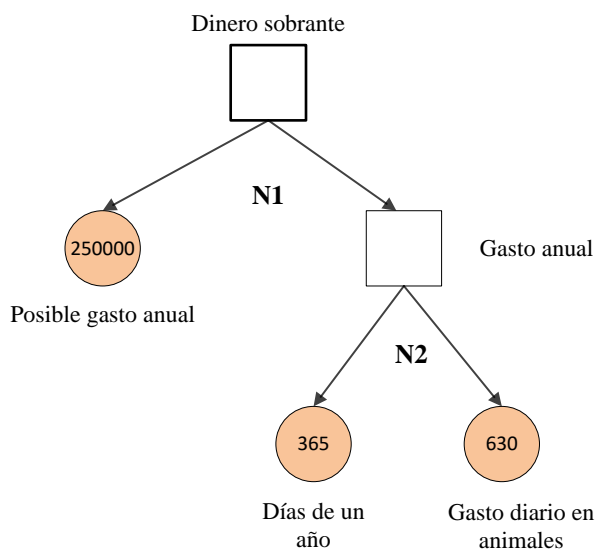 Dinero sobrante
N1
250000
Gasto anual
Posible gasto anual
N2
365
630
Días de un
año
Gasto diario en
animales